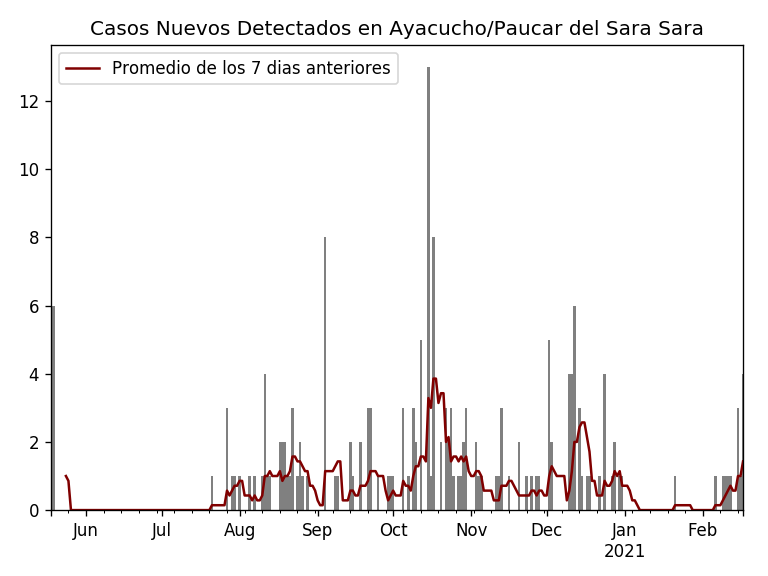 Casos Nuevos Detectados en Ayacucho/Paucar del Sara Sara
Promedio de los 7 dias anteriores
12
10
8
6
4
2
0
Jun Jul Aug Sep Oct Nov Dec Jan Feb
2021